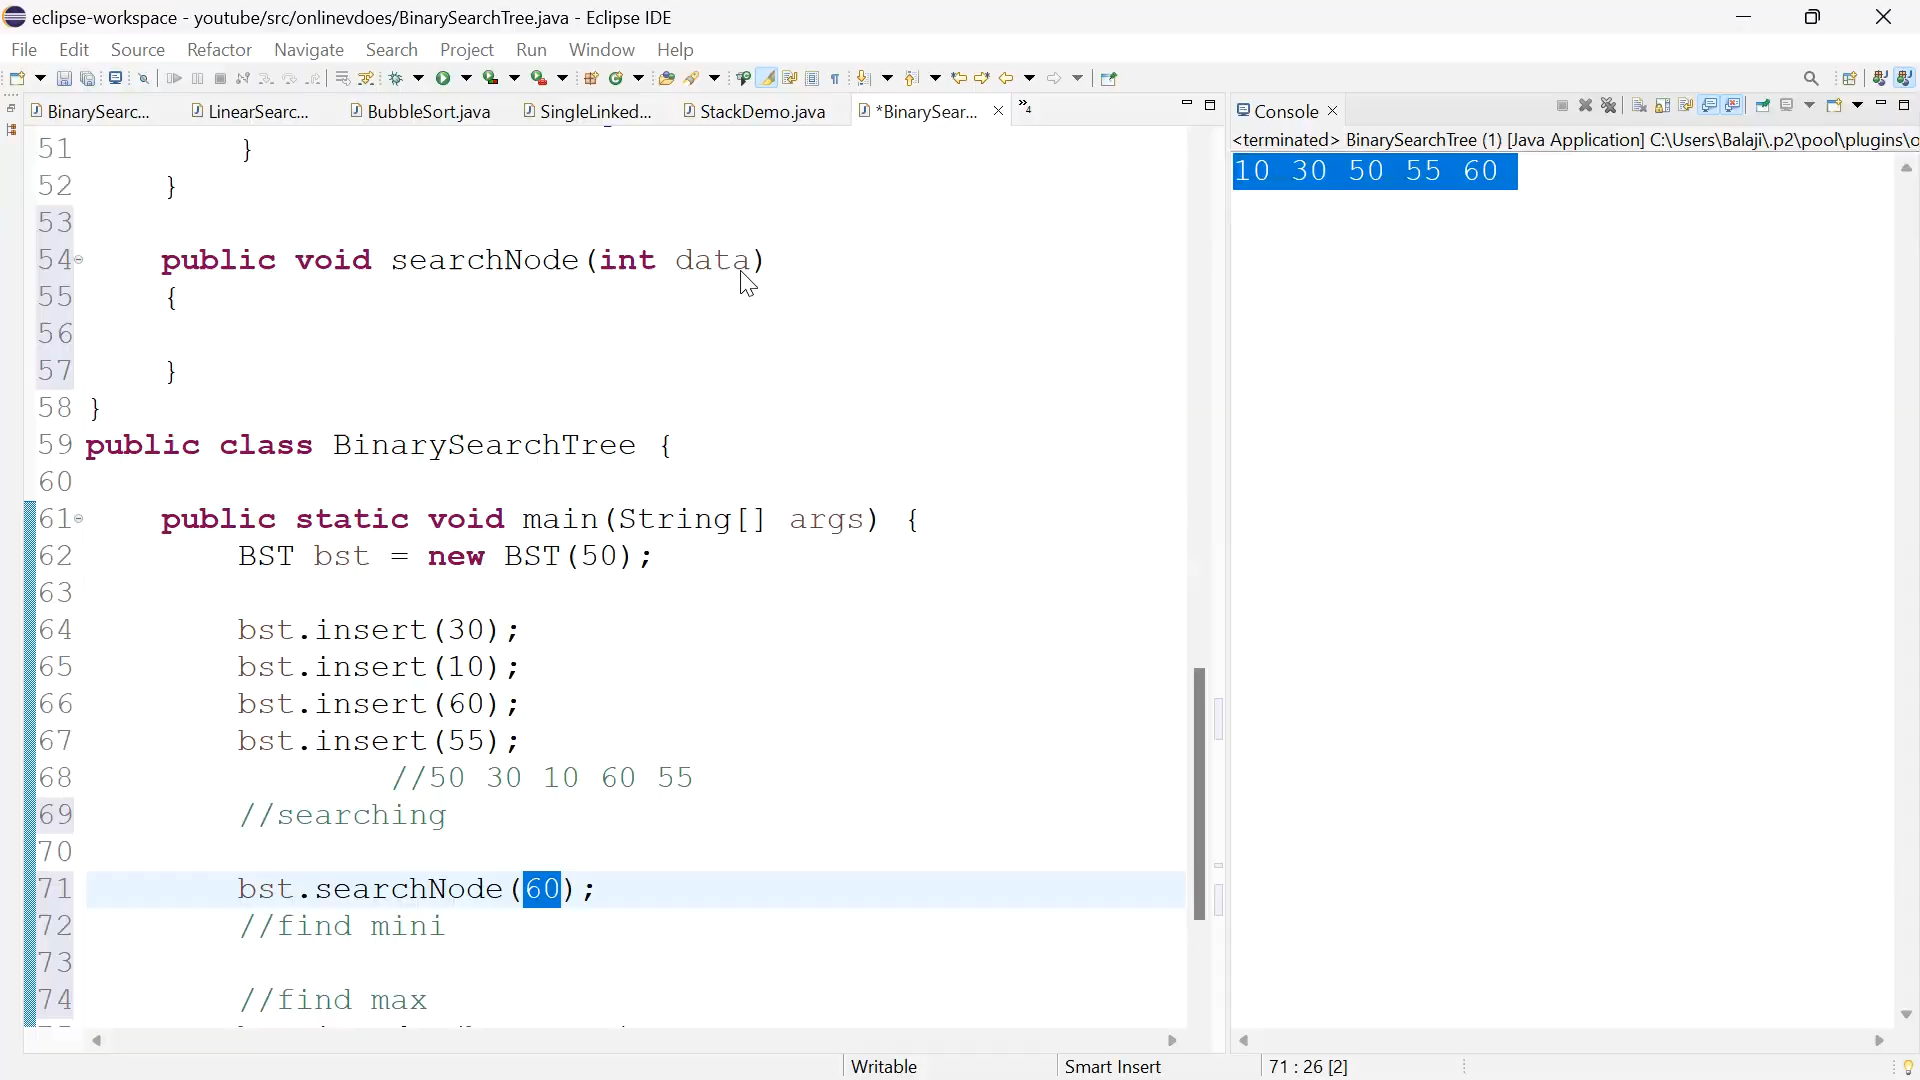 eclipse-workspace - youtube/src/onlinevdoes/BinarySearchTree.java - Eclipse IDE
File Edit Source Refactor Navigate Search Project Run Window Help
BinarySearc... LinearSearc... BubbleSort.java SingleLinked... StackDemo.java *BinarySear... »4
Console
<terminated> BinarySearchTree (1) [Java Application] C:\Users\Balaji\.p2\pool\plugins\o
10 30 50 55 60
51 }
52 }
53
54 public void searchNode(int data)
55 {
56
57 }
58 }
59 public class BinarySearchTree {
60
61 public static void main(String[] args) {
62 BST bst = new BST(50);
63
64 bst.insert(30);
65 bst.insert(10);
66 bst.insert(60);
67 bst.insert(55);
68 //50 30 10 60 55
69 //searching
70
71 bst.searchNode(60);
72 //find mini
73
74 //find max
Writable Smart Insert 71 : 26 [2]